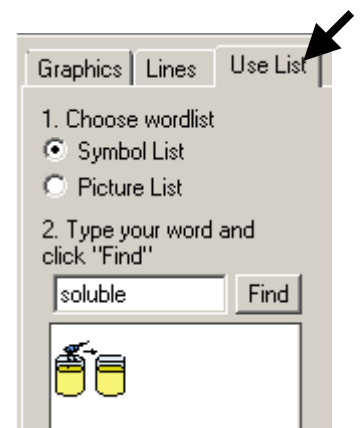 Graphics Lines Use List
1. Choose wordlist
Symbol List
Picture List
2. Type your word and
click "Find"
soluble Find